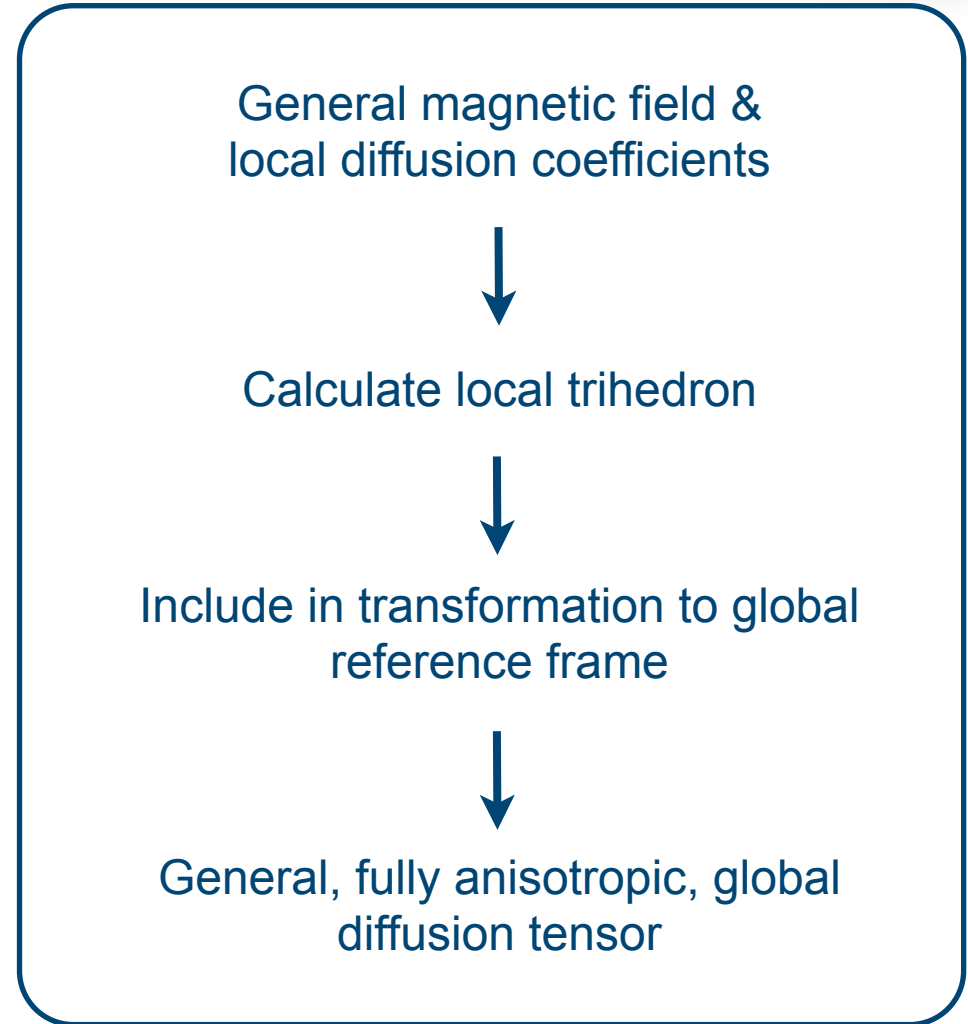 General magnetic field &
local diffusion coefficients
Calculate local trihedron
Include in transformation to global
reference frame
General, fully anisotropic, global
diffusion tensor